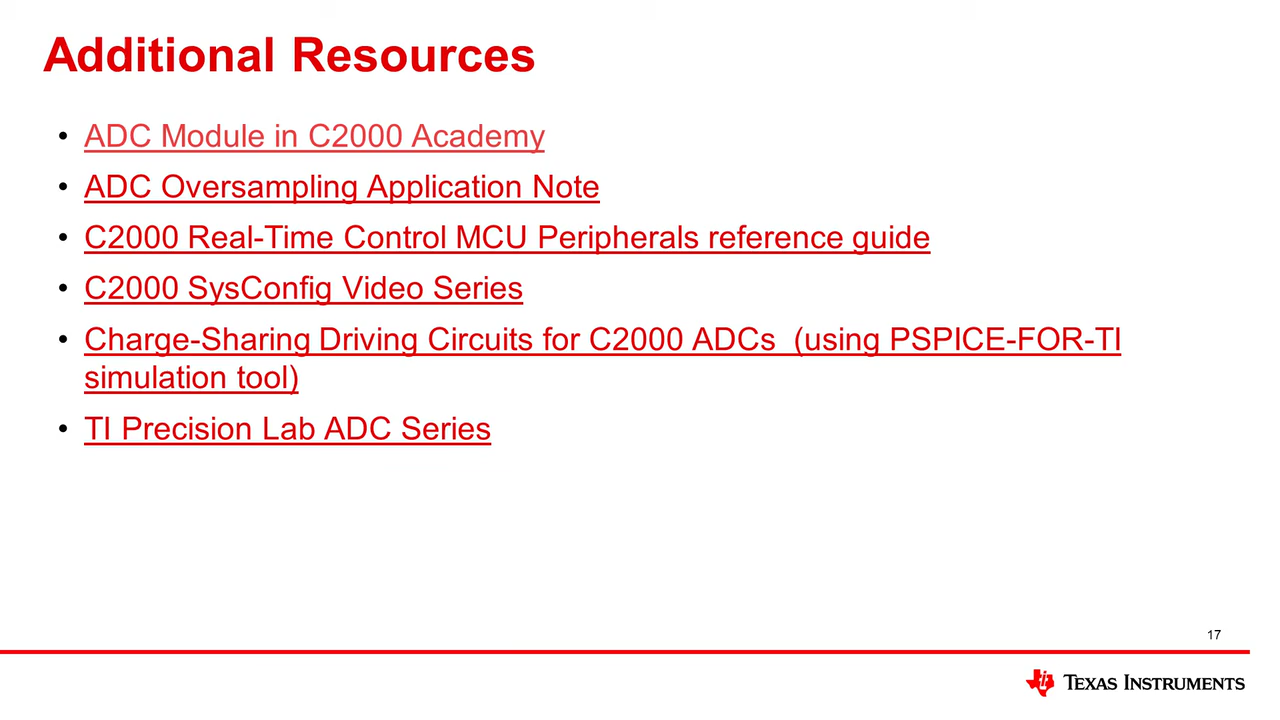 Additional Resources
• ADC Module in C2000 Academy
• ADC Oversampling Application Note
• C2000 Real-Time Control MCU Peripherals reference guide
• C2000 SysConfig Video Series
• Charge-Sharing Driving Circuits for C2000 ADCs  (using PSPICE-FOR-TI
simulation tool)
• TI Precision Lab ADC Series
17
TEXAS INSTRUMENTS